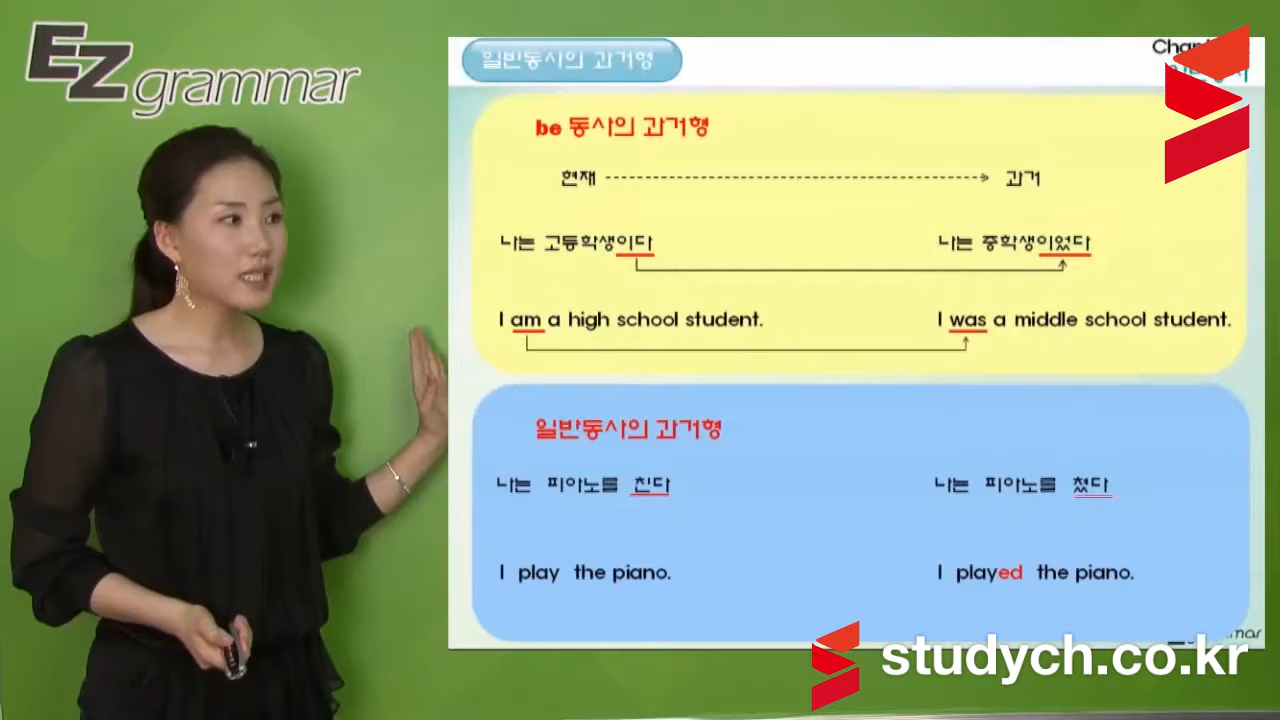 EZ grammar
일반동사의 과거형
be 동사의 과거형
현재 과거
나는 고등학생이다 나는 중학생이었다
I am a high school student. I was a middle school student.
일반동사의 과거형
나는 피아노를 친다 나는 피아노를 쳤다
I play the piano. I played the piano.
studych.co.kr